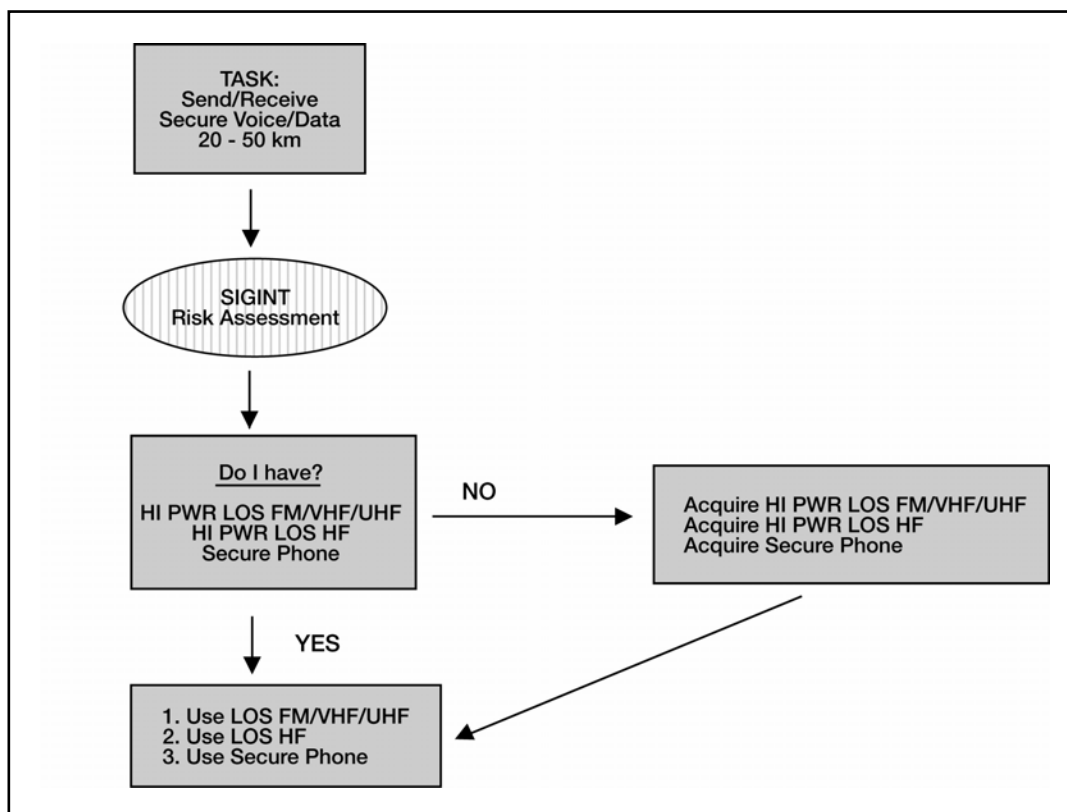 TASK:
Send/Receive
Secure Voice/Data
20 - 50 km
SIGINT
Risk Assessment
Do I have?
HI PWR LOS FM/VHF/UHF
HI PWR LOS HF
Secure Phone
NO
Acquire HI PWR LOS FM/VHF/UHF
Acquire HI PWR LOS HF
Acquire Secure Phone
YES
1. Use LOS FM/VHF/UHF
2. Use LOS HF
3. Use Secure Phone